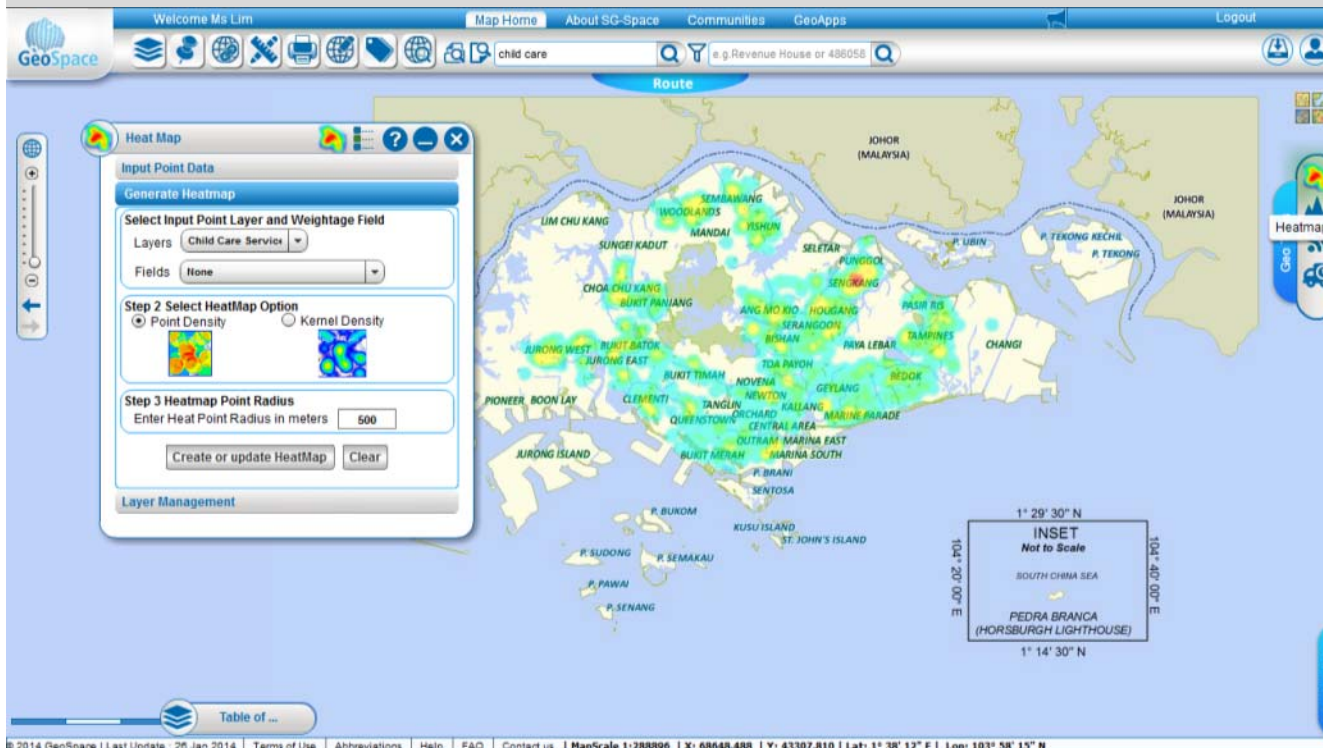 Welcome Ms Lim
Map Home
About SG-Space
Communities
GeoApps
Logout
GeoSpace
child care
e.g.Revenue House or 486058
Route
Heat Map
Input Point Data
Generate Heatmap
Select Input Point Layer and Weightage Field
Layers
Child Care Service
Fields
None
Step 2 Select HeatMap Option
Point Density
Kernel Density
Step 3 Heatmap Point Radius
Enter Heat Point Radius in meters
500
Create or update HeatMap
Clear
Layer Management
JOHOR
(MALAYSIA)
JOHOR
(MALAYSIA)
Heatmap
Geo
SEMBAWANG
WOODLANDS
LIM CHU KANG
MANDAI
YISHUN
SUNGEI KADUT
SELETAR
P. UBIN
P. TEKONG KECHIL
P. TEKONG
PUNGGOL
SENGKANG
CHOA CHU KANG
BUKIT PANJANG
PASIR RIS
ANG MO KIO
HOUGANG
SERANGOON
BISHAN
PAYA LEBAR
TAMPINES
CHANGI
JURONG WEST
BUKIT BATOK
JURONG EAST
TOA PAYOH
BUKIT TIMAH
NOVENA
BEDOK
GEYLANG
PIONEER
BOON LAY
CLEMENTI
TANGLIN
NEWTON
KALLANG
ORCHARD
MARINE PARADE
QUEENSTOWN
CENTRAL AREA
OUTRAM
MARINA EAST
JURONG ISLAND
BUKIT MERAH
MARINA SOUTH
P. BRANI
SENTOSA
P. BUKOM
KUSU ISLAND
ST. JOHN'S ISLAND
P. SUDONG
P. SEMAKAU
P. PAWAI
P. SENANG
1° 29' 30" N
INSET
Not to Scale
104° 20' 00" E
104° 40' 00" E
SOUTH CHINA SEA
PEDRA BRANCA
(HORSBURGH LIGHTHOUSE)
1° 14' 30" N
Table of ...
© 2014 GeoSpace | Last Update : 26 Jan 2014 | Terms of Use | Abbreviations | Help | FAQ | Contact us | MapScale 1:288896 | X: 68648.488 | Y: 43307.810 | Lat: 1° 38' 12" E | Lon: 103° 58' 15" N